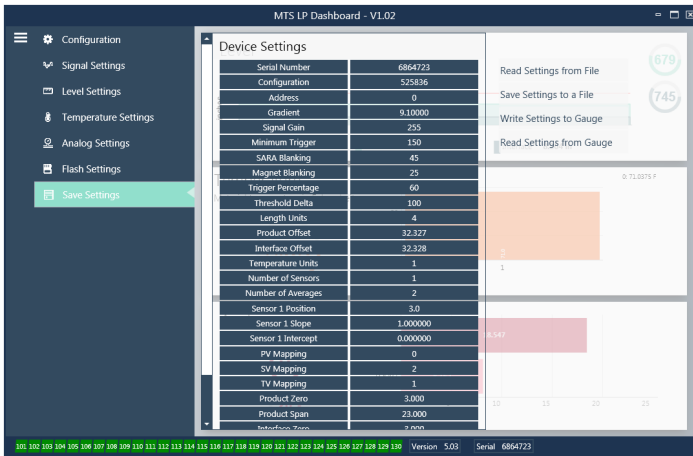 MTS LP Dashboard - V1.02
Configuration
Signal Settings
Level Settings
Temperature Settings
Analog Settings
Flash Settings
Save Settings
Device Settings
Serial Number 6864723
Configuration 525836
Address 0
Gradient 9.10000
Signal Gain 255
Minimum Trigger 150
SARA Blanking 45
Magnet Blanking 25
Trigger Percentage 60
Threshold Delta 100
Length Units 4
Product Offset 32.327
Interface Offset 32.328
Temperature Units 1
Number of Sensors 1
Number of Averages 2
Sensor 1 Position 3.0
Sensor 1 Slope 1.000000
Sensor 1 Intercept 0.000000
PV Mapping 0
SV Mapping 2
TV Mapping 1
Product Zero 3.000
Product Span 23.000
Interface Zero 3.000
Read Settings from File
Save Settings to a File
Write Settings to Gauge
Read Settings from Gauge
679
745
0: 71.0375 F
1
8.547
10 15 20 25
101 102 103 104 105 106 107 108 109 110 111 112 113 114 115 116 117 118 119 120 121 122 123 124 125 126 127 128 129 130 Version 5.03 Serial 6864723